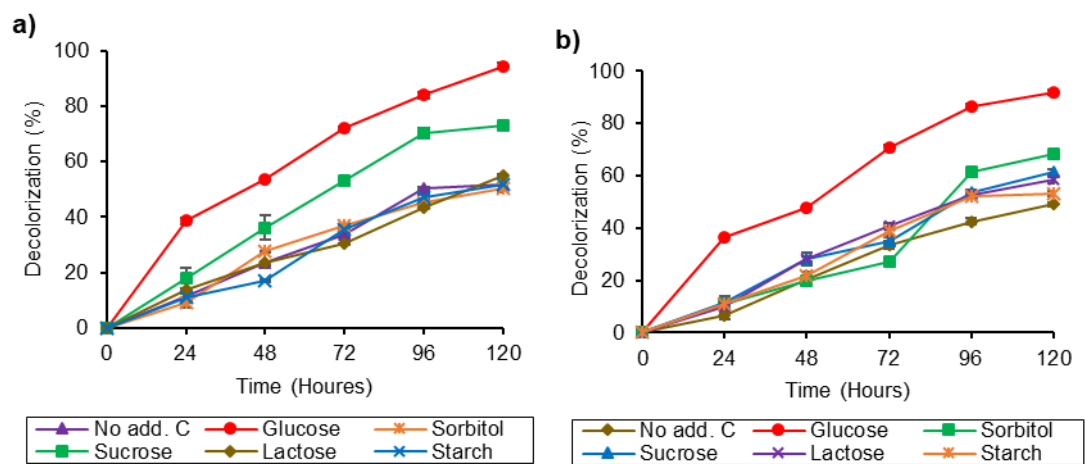 a)
100
80
60
40
20
0
Decolorization (%)
0 24 48 72 96 120
Time (Houres)
No add. C Glucose Sorbitol
Sucrose Lactose Starch
b)
100
80
60
40
20
0
Decolorization (%)
0 24 48 72 96 120
Time (Hours)
No add. C Glucose Sorbitol
Sucrose Lactose Starch